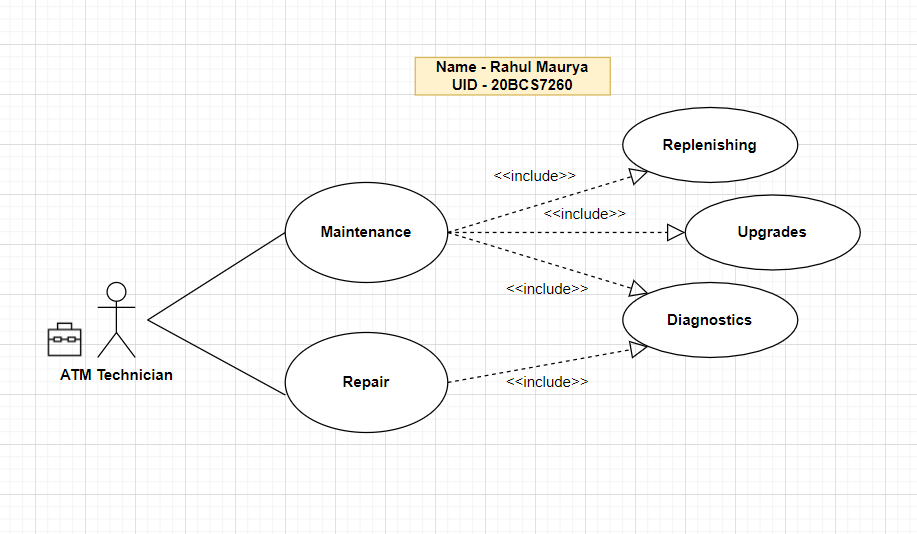 Name - Rahul Maurya
UID - 20BCS7260
Replenishing
<<include>>
<<include>>
Maintenance
Upgrades
<<include>>
Diagnostics
ATM Technician
Repair
<<include>>